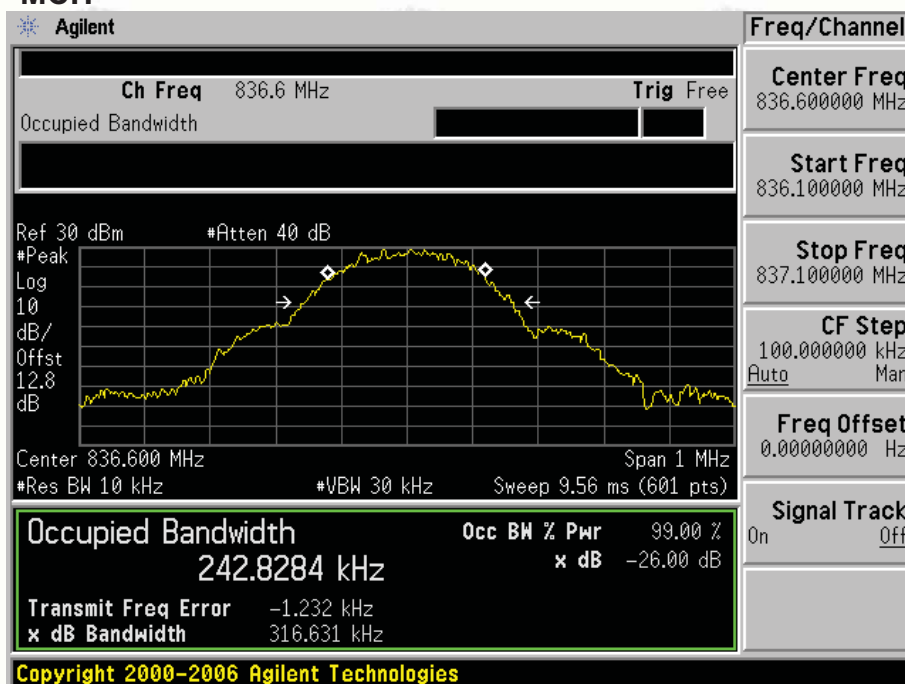 Agilent
Freq/Channel
Ch Freq 836.6 MHz Trig Free
Occupied Bandwidth
Center Freq
836.600000 MHz
Start Freq
836.100000 MHz
Stop Freq
837.100000 MHz
CF Step
100.000000 kHz
Auto Man
Freq Offset
0.00000000 Hz
Signal Track
On Off
Ref 30 dBm #Atten 40 dB
#Peak
Log
10
dB/
Offst
12.8
dB
Center 836.600 MHz Span 1 MHz
#Res BW 10 kHz #VBW 30 kHz Sweep 9.56 ms (601 pts)
Occupied Bandwidth Occ BW % Pwr 99.00 %
242.8284 kHz x dB -26.00 dB
Transmit Freq Error -1.232 kHz
x dB Bandwidth 316.631 kHz
Copyright 2000-2006 Agilent Technologies